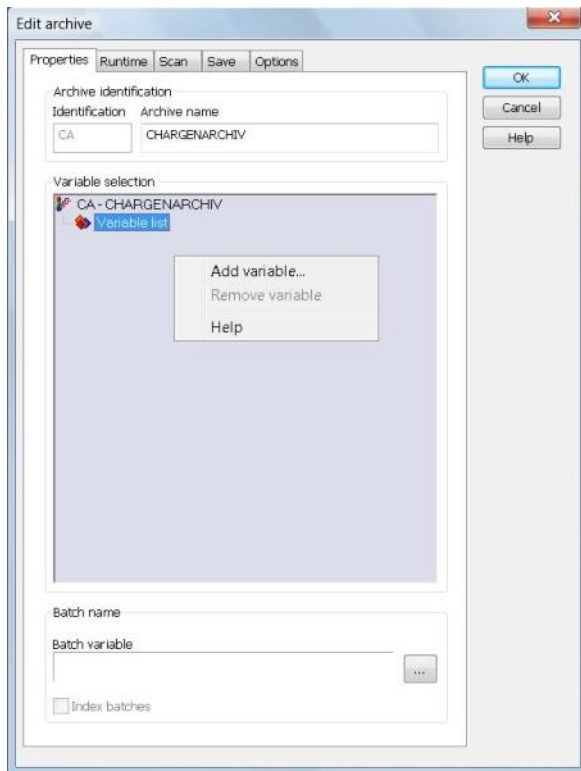 Edit archive
Properties Runtime Scan Save Options
OK
Cancel
Help
Archive identification
Identification Archive name
CA CHARGENARCHIV
Variable selection
CA - CHARGENARCHIV
Variable list
Add variable...
Remove variable
Help
Batch name
Batch variable
...
Index batches